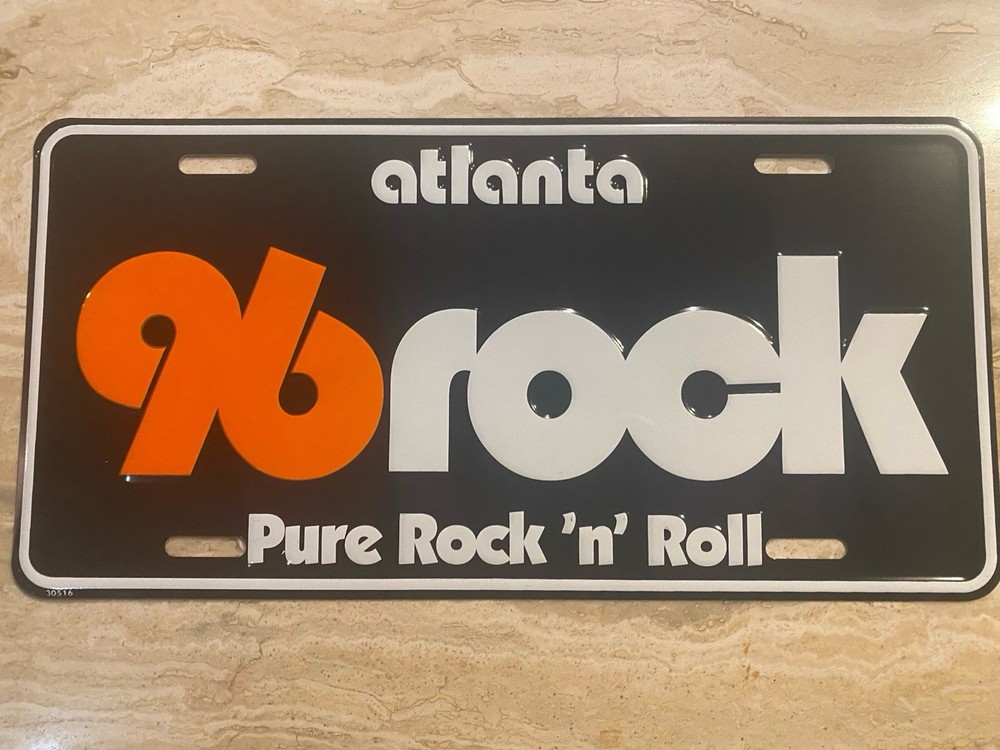 atlanta
96rock
Pure Rock 'n' Roll
30516